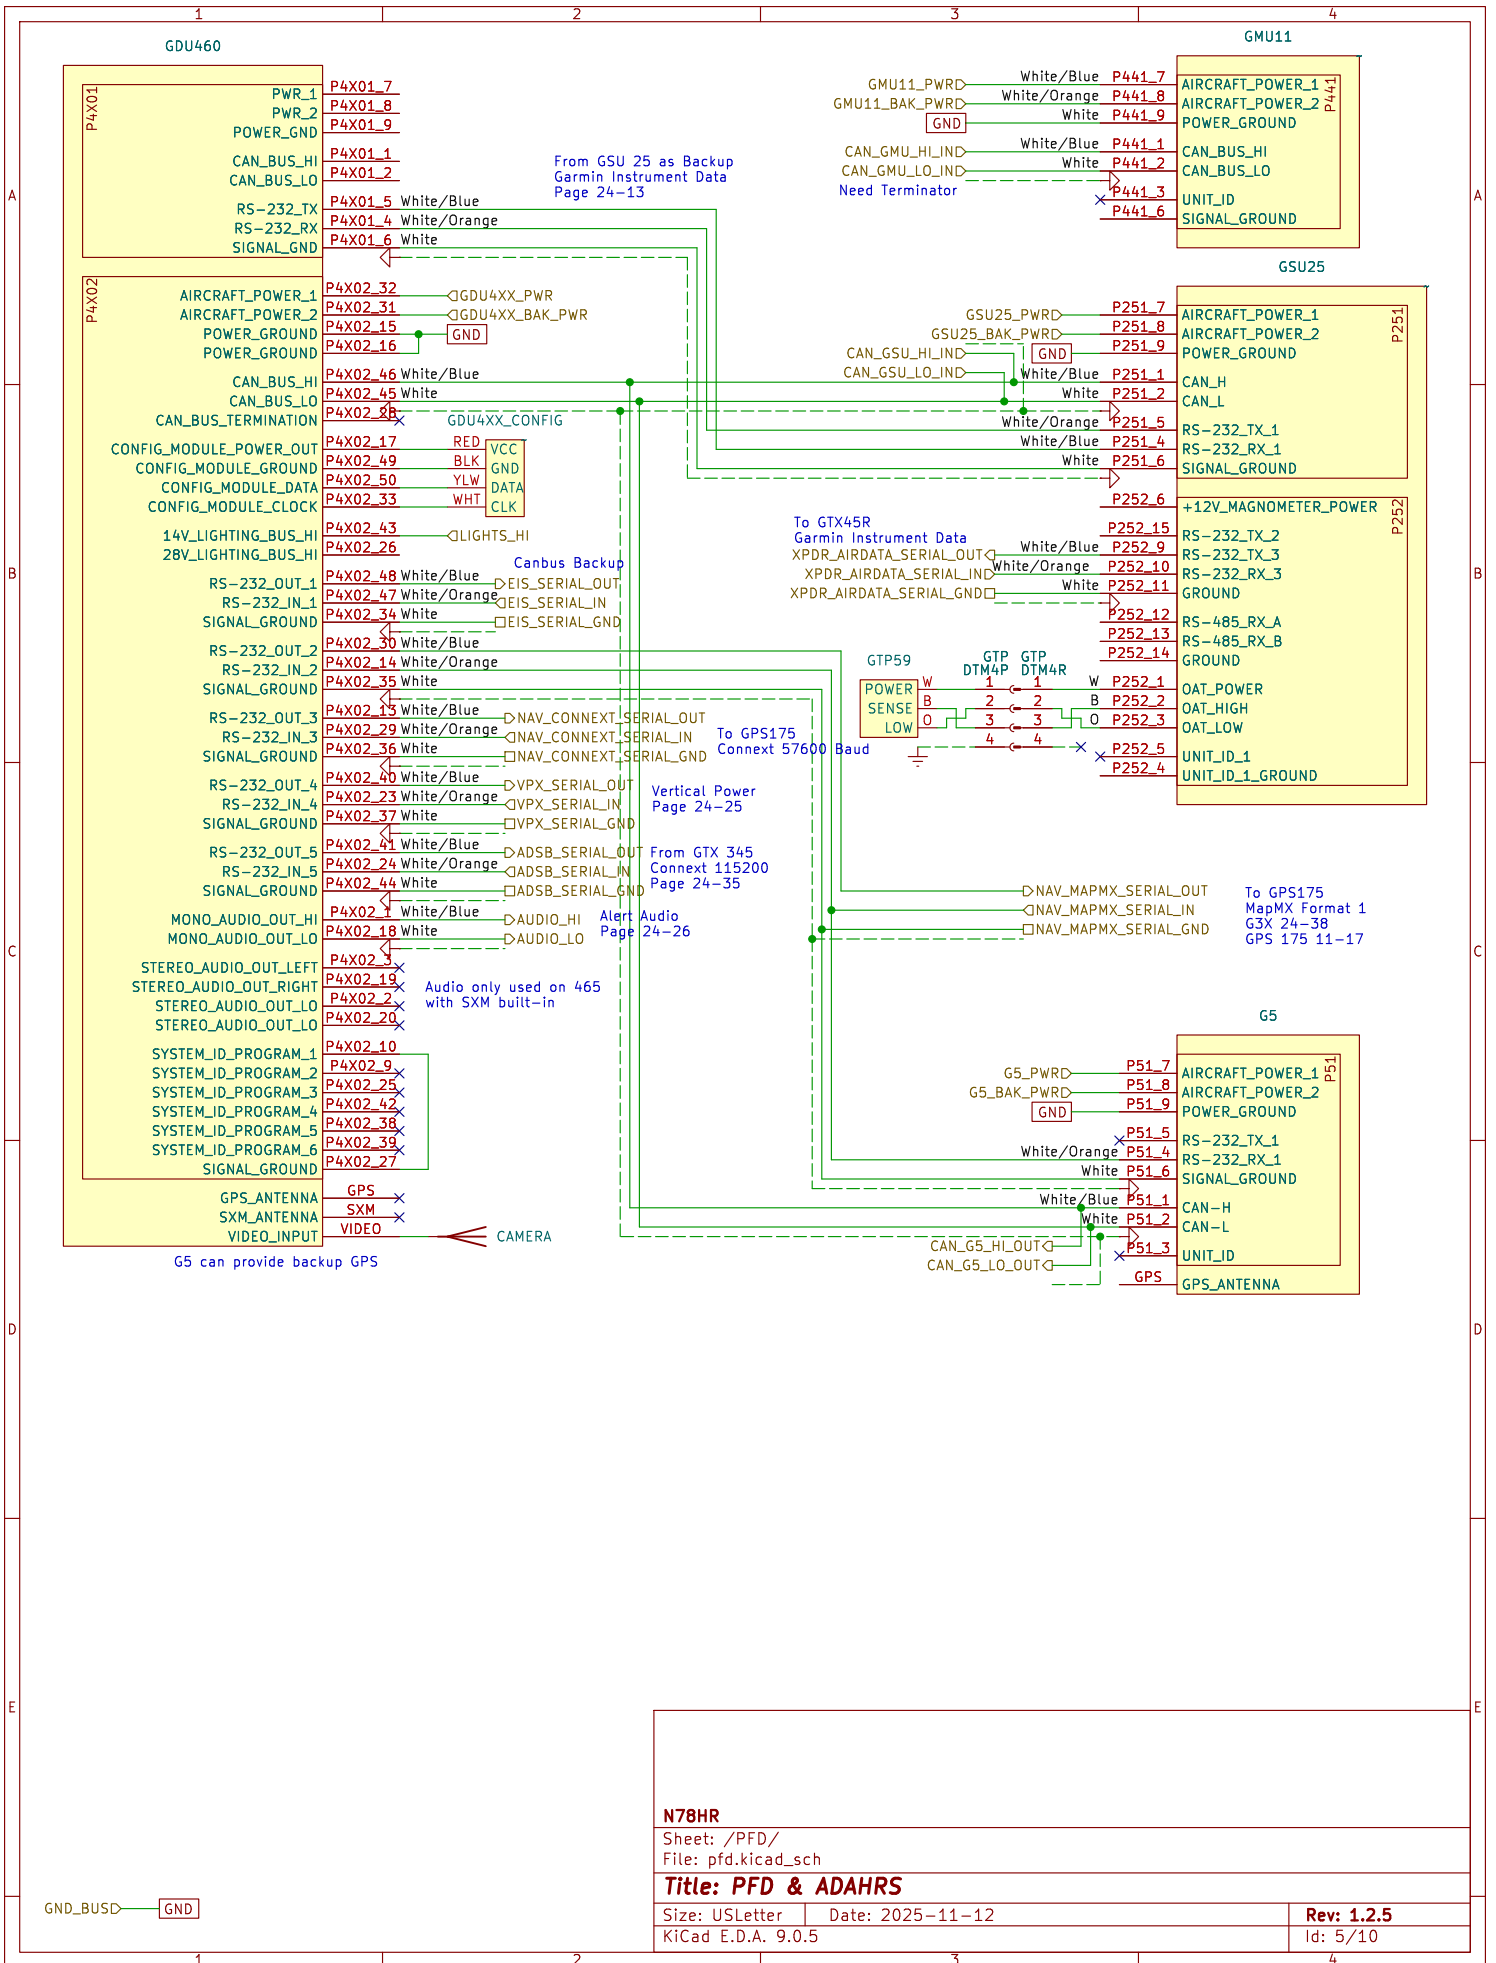 1
2
3
4
GDU460
P4X01
PWR_1 P4X01_7
PWR_2 P4X01_8
POWER_GND P4X01_9
CAN_BUS_HI P4X01_1
CAN_BUS_LO P4X01_2
RS-232_TX P4X01_5 White/Blue
RS-232_RX P4X01_4 White/Orange
SIGNAL_GND P4X01_6 White
From GSU 25 as Backup
Garmin Instrument Data
Page 24-13
P4X02
AIRCRAFT_POWER_1 P4X02_32 GDU4XX_PWR
AIRCRAFT_POWER_2 P4X02_31 GDU4XX_BAK_PWR
POWER_GROUND P4X02_15 GND
POWER_GROUND P4X02_16
CAN_BUS_HI P4X02_46 White/Blue
CAN_BUS_LO P4X02_45 White
CAN_BUS_TERMINATION P4X02_28
GDU4XX_CONFIG
CONFIG_MODULE_POWER_OUT P4X02_17 RED VCC
CONFIG_MODULE_GROUND P4X02_49 BLK GND
CONFIG_MODULE_DATA P4X02_50 YLW DATA
CONFIG_MODULE_CLOCK P4X02_33 WHT CLK
14V_LIGHTING_BUS_HI P4X02_43 LIGHTS_HI
28V_LIGHTING_BUS_HI P4X02_26
Canbus Backup
RS-232_OUT_1 P4X02_48 White/Blue EIS_SERIAL_OUT
RS-232_IN_1 P4X02_47 White/Orange EIS_SERIAL_IN
SIGNAL_GROUND P4X02_34 White EIS_SERIAL_GND
RS-232_OUT_2 P4X02_30 White/Blue
RS-232_IN_2 P4X02_14 White/Orange
SIGNAL_GROUND P4X02_35 White
RS-232_OUT_3 P4X02_13 White/Blue NAV_CONNEXT_SERIAL_OUT
RS-232_IN_3 P4X02_29 White/Orange NAV_CONNEXT_SERIAL_IN
SIGNAL_GROUND P4X02_36 White NAV_CONNEXT_SERIAL_GND
To GPS175
Connext 57600 Baud
RS-232_OUT_4 P4X02_40 White/Blue VPX_SERIAL_OUT
RS-232_IN_4 P4X02_23 White/Orange VPX_SERIAL_IN
SIGNAL_GROUND P4X02_37 White VPX_SERIAL_GND
Vertical Power
Page 24-25
RS-232_OUT_5 P4X02_41 White/Blue ADSB_SERIAL_OUT
RS-232_IN_5 P4X02_24 White/Orange ADSB_SERIAL_IN
SIGNAL_GROUND P4X02_44 White ADSB_SERIAL_GND
From GTX 345
Connext 115200
Page 24-35
MONO_AUDIO_OUT_HI P4X02_1 White/Blue AUDIO_HI
MONO_AUDIO_OUT_LO P4X02_18 White AUDIO_LO
Alert Audio
Page 24-26
STEREO_AUDIO_OUT_LEFT P4X02_3
STEREO_AUDIO_OUT_RIGHT P4X02_19
STEREO_AUDIO_OUT_LO P4X02_2
STEREO_AUDIO_OUT_LO P4X02_20
Audio only used on 465
with SXM built-in
SYSTEM_ID_PROGRAM_1 P4X02_10
SYSTEM_ID_PROGRAM_2 P4X02_9
SYSTEM_ID_PROGRAM_3 P4X02_25
SYSTEM_ID_PROGRAM_4 P4X02_42
SYSTEM_ID_PROGRAM_5 P4X02_38
SYSTEM_ID_PROGRAM_6 P4X02_39
SIGNAL_GROUND P4X02_27
GPS_ANTENNA GPS
SXM_ANTENNA SXM
VIDEO_INPUT VIDEO CAMERA
G5 can provide backup GPS
GMU11
P441
GMU11_PWR White/Blue P441_7 AIRCRAFT_POWER_1
GMU11_BAK_PWR White/Orange P441_8 AIRCRAFT_POWER_2
GND White P441_9 POWER_GROUND
CAN_GMU_HI_IN White/Blue P441_1 CAN_BUS_HI
CAN_GMU_LO_IN White P441_2 CAN_BUS_LO
Need Terminator
P441_3 UNIT_ID
P441_6 SIGNAL_GROUND
GSU25
P251
GSU25_PWR P251_7 AIRCRAFT_POWER_1
GSU25_BAK_PWR P251_8 AIRCRAFT_POWER_2
CAN_GSU_HI_IN GND P251_9 POWER_GROUND
CAN_GSU_LO_IN
White/Blue P251_1 CAN_H
White P251_2 CAN_L
White/Orange P251_5 RS-232_TX_1
White/Blue P251_4 RS-232_RX_1
White P251_6 SIGNAL_GROUND
P252
P252_6 +12V_MAGNOMETER_POWER
To GTX45R
Garmin Instrument Data
P252_15 RS-232_TX_2
XPDR_AIRDATA_SERIAL_OUT White/Blue P252_9 RS-232_TX_3
XPDR_AIRDATA_SERIAL_IN White/Orange P252_10 RS-232_RX_3
XPDR_AIRDATA_SERIAL_GND White P252_11 GROUND
P252_12 RS-485_RX_A
P252_13 RS-485_RX_B
P252_14 GROUND
GTP59
GTP GTP
DTM4P DTM4R
POWER W 1 1 W P252_1 OAT_POWER
SENSE B 2 2 B P252_2 OAT_HIGH
LOW O 3 3 O P252_3 OAT_LOW
4 4
P252_5 UNIT_ID_1
P252_4 UNIT_ID_1_GROUND
NAV_MAPMX_SERIAL_OUT
NAV_MAPMX_SERIAL_IN
NAV_MAPMX_SERIAL_GND
To GPS175
MapMX Format 1
G3X 24-38
GPS 175 11-17
G5
P51
G5_PWR P51_7 AIRCRAFT_POWER_1
G5_BAK_PWR P51_8 AIRCRAFT_POWER_2
GND P51_9 POWER_GROUND
P51_5 RS-232_TX_1
White/Orange P51_4 RS-232_RX_1
White P51_6 SIGNAL_GROUND
White/Blue P51_1 CAN-H
White P51_2 CAN-L
CAN_G5_HI_OUT
CAN_G5_LO_OUT
P51_3 UNIT_ID
GPS GPS_ANTENNA
A
B
C
D
E
A
B
C
D
E
GND_BUS GND
N78HR
Sheet: /PFD/
File: pfd.kicad_sch
Title: PFD & ADAHRS
Size: USLetter Date: 2025-11-12 Rev: 1.2.5
KiCad E.D.A. 9.0.5 Id: 5/10
1
2
3
4